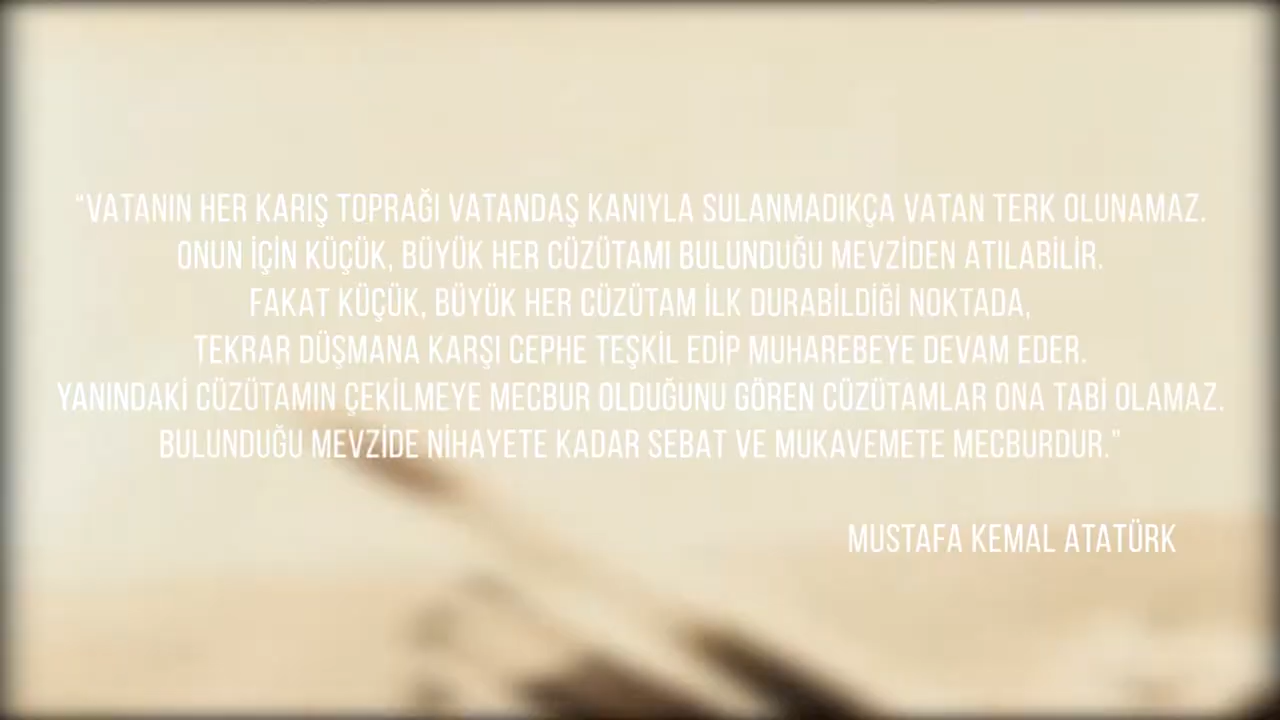 “VATANIN HER KARIŞ TOPRAĞI VATANDAŞ KANIYLA SULANMADIKÇA VATAN TERK OLUNAMAZ.
ONUN İÇİN KÜÇÜK, BÜYÜK HER CÜZÜTAMI BULUNDUĞU MEVZİDEN ATILABİLİR.
FAKAT KÜÇÜK, BÜYÜK HER CÜZÜTAM İLK DURABİLDİĞİ NOKTADA,
TEKRAR DÜŞMANA KARŞI CEPHE TEŞKİL EDİP MUHAREBEYE DEVAM EDER.
YANINDAKİ CÜZÜTAMIN ÇEKİLMEYE MECBUR OLDUĞUNU GÖREN CÜZÜTAMLAR ONA TABİ OLAMAZ.
BULUNDUĞU MEVZİDE NİHAYETE KADAR SEBAT VE MUKAVEMETE MECBURDUR.”
MUSTAFA KEMAL ATATÜRK